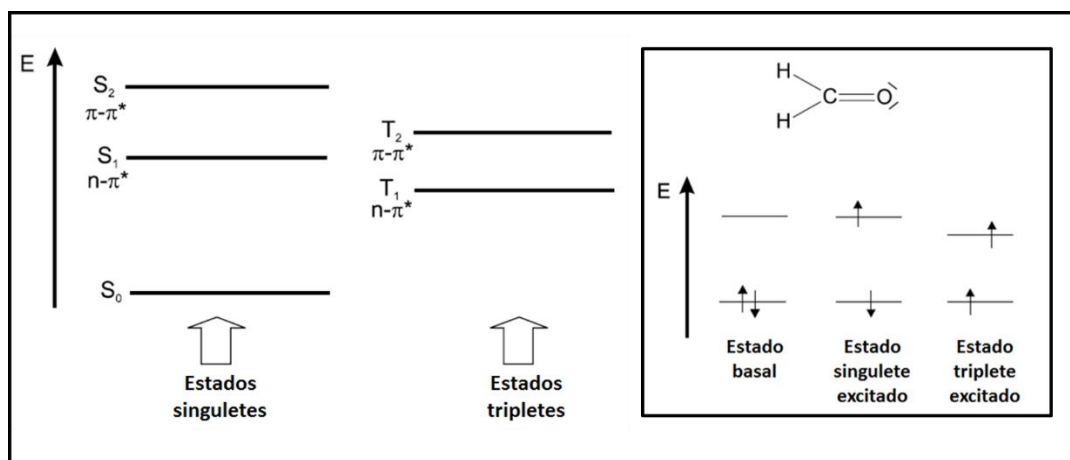 E
S₂
π-π*
S₁
n-π*
S₀
Estados
singuletes
T₂
π-π*
T₁
n-π*
Estados
tripletes
H
C O
H
E
Estado
basal
Estado
singulete
excitado
Estado
triplete
excitado